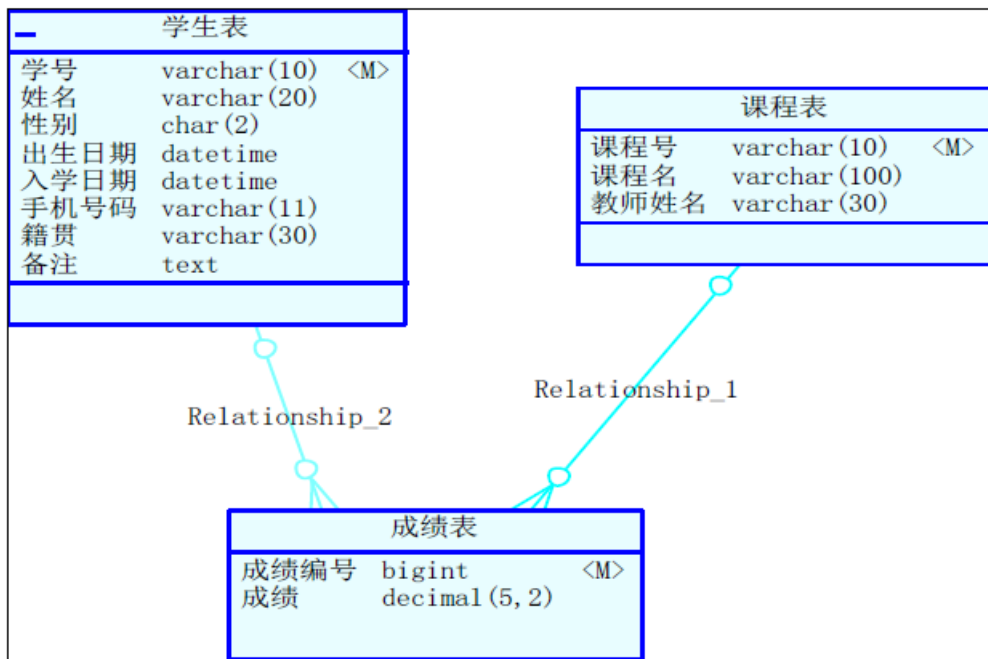 学生表
学号 varchar(10) <M>
姓名 varchar(20)
性别 char(2)
出生日期 datetime
入学日期 datetime
手机号码 varchar(11)
籍贯 varchar(30)
备注 text
课程表
课程号 varchar(10) <M>
课程名 varchar(100)
教师姓名 varchar(30)
Relationship_1
Relationship_2
成绩表
成绩编号 bigint <M>
成绩 decimal(5,2)